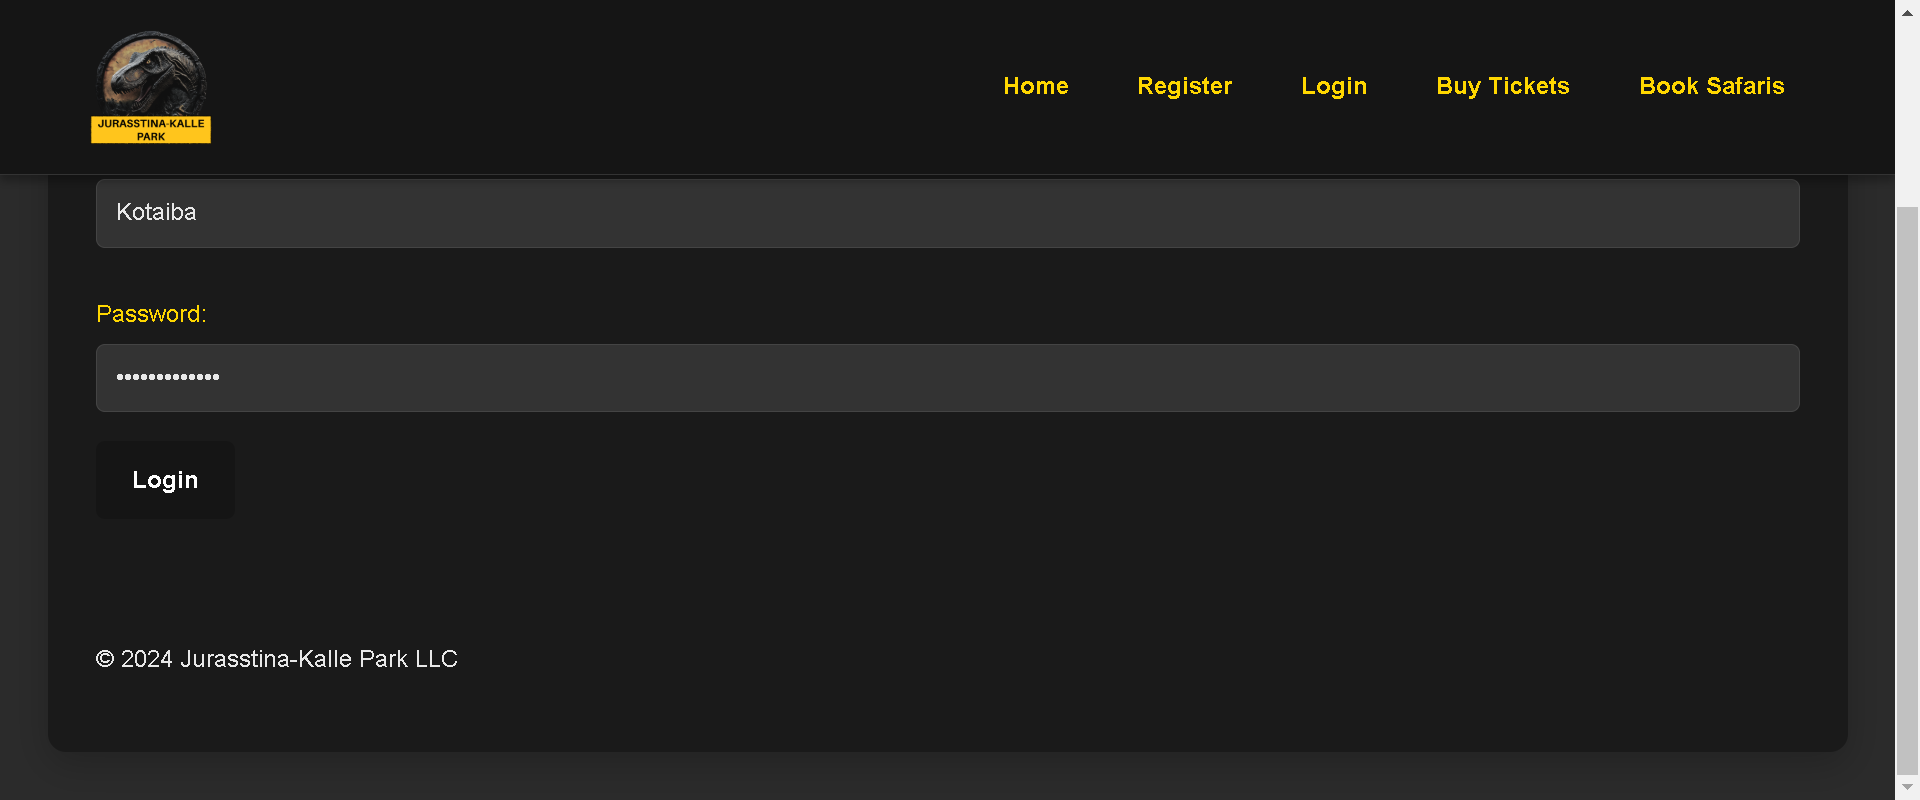 JURASSTINA-KALLE
PARK
Home Register Login Buy Tickets Book Safaris
Kotaiba
Password:
•••••••••••••
Login
© 2024 Jurasstina-Kalle Park LLC